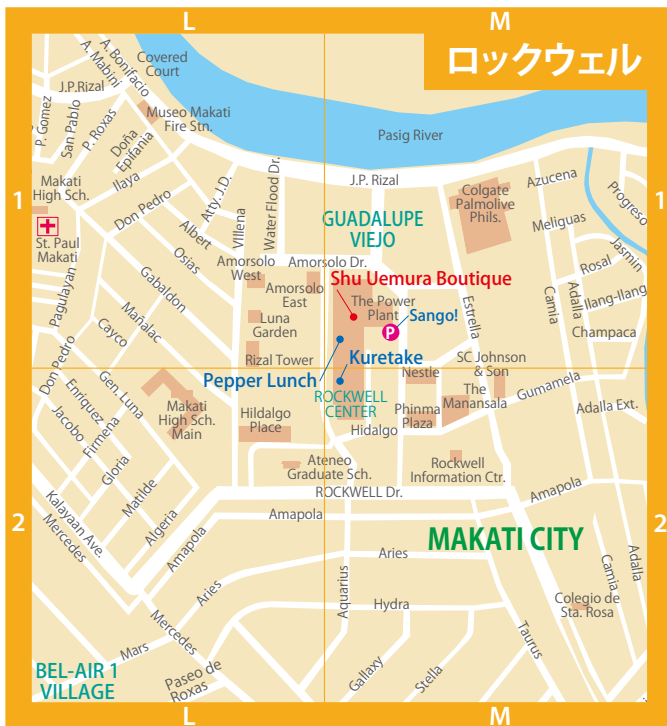 L
M
ロックウェル
1
1
2
2
L
M
Covered
Court
A. Bonifacio
A. Mabini
J.P.Rizal
P. Gomez
San Pablo
P. Roxas
Doña
Epifania
Museo Makati
Fire Stn.
Pasig River
Makati
High Sch.
Ilaya
Atty. J.D.
Villena
Water Flood Dr.
J.P. Rizal
Colgate
Palmolive
Phils.
Azucena
Progreso
St. Paul
Makati
Don Pedro
Albert
Osias
GUADALUPE
VIEJO
Meliguas
Jasmin
Rosal
Pagulayan
Gabaldon
Amorsolo
West
Amorsolo Dr.
Amorsolo
East
Shu Uemura Boutique
The Power
Plant
P
Sango!
Estrella
Camia
Adalla
Ilang-Ilang
Champaca
Cayco
Mañalac
Luna
Garden
Rizal Tower
Pepper Lunch
Kuretake
ROCKWELL
CENTER
Nestle
SC Johnson
& Son
Don Pedro
Enriquez
Jacobo
Gen. Luna
Firmena
Makati
High Sch.
Main
Hildalgo
Place
Hidalgo
Phinma
Plaza
The
Manansala
Gumamela
Adalla Ext.
Gloria
Matilde
Algeria
Ateneo
Graduate Sch.
Rockwell
Information Ctr.
ROCKWELL Dr.
Kalayaan Ave.
Mercedes
Amapola
Amapola
Amapola
MAKATI CITY
Aries
Aries
Aquarius
Hydra
Camia
Adalla
Colegio de
Sta. Rosa
Mars
Mercedes
Paseo de
Roxas
Gallaxy
Stella
Taurus
BEL-AIR 1
VILLAGE